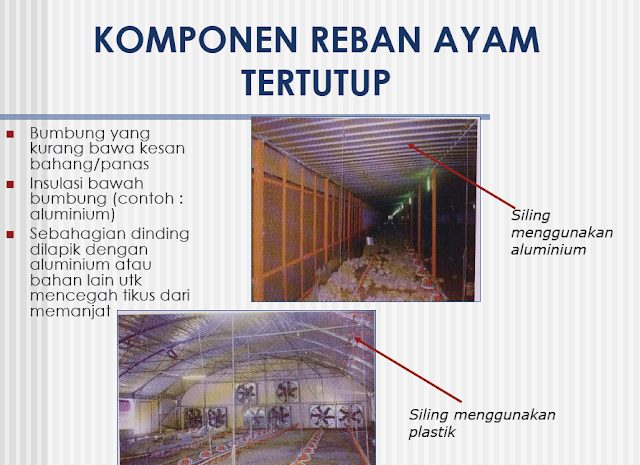 KOMPONEN REBAN AYAM
TERTUTUP
Bumbung yang
kurang bawa kesan
bahang/panas
Insulasi bawah
bumbung (contoh :
aluminium)
Sebahagian dinding
dilapik dengan
aluminium atau
bahan lain utk
mencegah tikus dari
memanjat
Siling
menggunakan
aluminium
Siling menggunakan
plastik